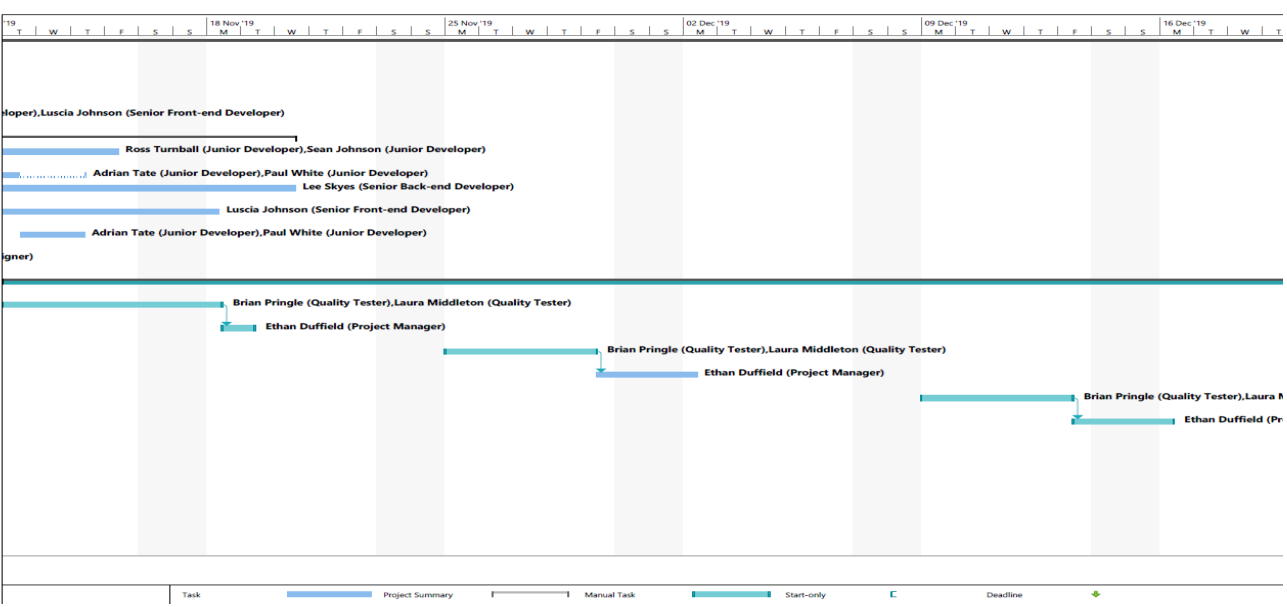 '19 18 Nov '19 25 Nov '19 02 Dec '19 09 Dec '19 16 Dec '19
T W T F S S M T W T F S S M T W T F S S M T W T F S S M T W T F S S M T W T
eloper),Luscia Johnson (Senior Front-end Developer)
Ross Turnball (Junior Developer),Sean Johnson (Junior Developer)
Adrian Tate (Junior Developer),Paul White (Junior Developer)
Lee Skyes (Senior Back-end Developer)
Luscia Johnson (Senior Front-end Developer)
Adrian Tate (Junior Developer),Paul White (Junior Developer)
igner)
Brian Pringle (Quality Tester),Laura Middleton (Quality Tester)
Ethan Duffield (Project Manager)
Brian Pringle (Quality Tester),Laura Middleton (Quality Tester)
Ethan Duffield (Project Manager)
Brian Pringle (Quality Tester),Laura M
Ethan Duffield (Pr
Task Project Summary Manual Task Start-only Deadline